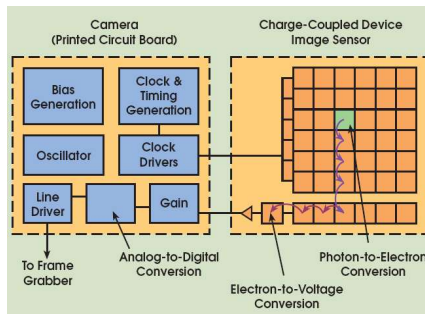 Camera
(Printed Circuit Board)
Charge-Coupled Device
Image Sensor
Bias
Generation
Clock &
Timing
Generation
Oscillator
Clock
Drivers
Line
Driver
Gain
To Frame
Grabber
Analog-to-Digital
Conversion
Photon-to-Electron
Conversion
Electron-to-Voltage
Conversion